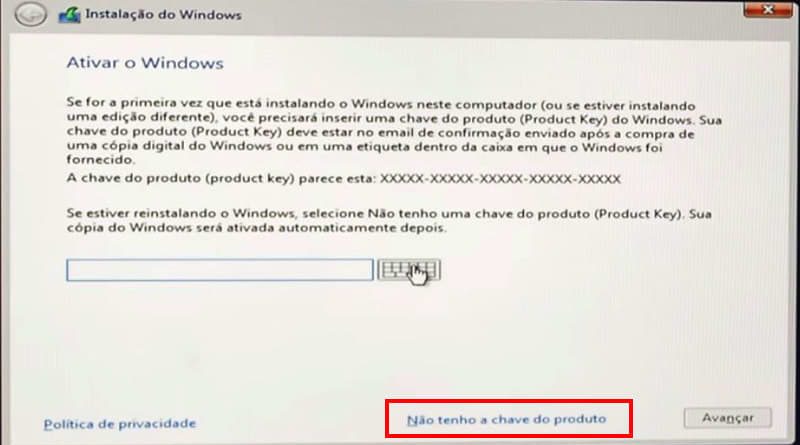 Instalação do Windows
Ativar o Windows
Se for a primeira vez que está instalando o Windows neste computador (ou se estiver instalando
uma edição diferente), você precisará inserir uma chave do produto (Product Key) do Windows. Sua
chave do produto (Product Key) deve estar no email de confirmação enviado após a compra de
uma cópia digital do Windows ou em uma etiqueta dentro da caixa em que o Windows foi
fornecido.
A chave do produto (product key) parece esta: XXXXX-XXXXX-XXXXX-XXXXX-XXXXX
Se estiver reinstalando o Windows, selecione Não tenho uma chave do produto (Product Key). Sua
cópia do Windows será ativada automaticamente depois.
Política de privacidade
Não tenho a chave do produto
Avançar